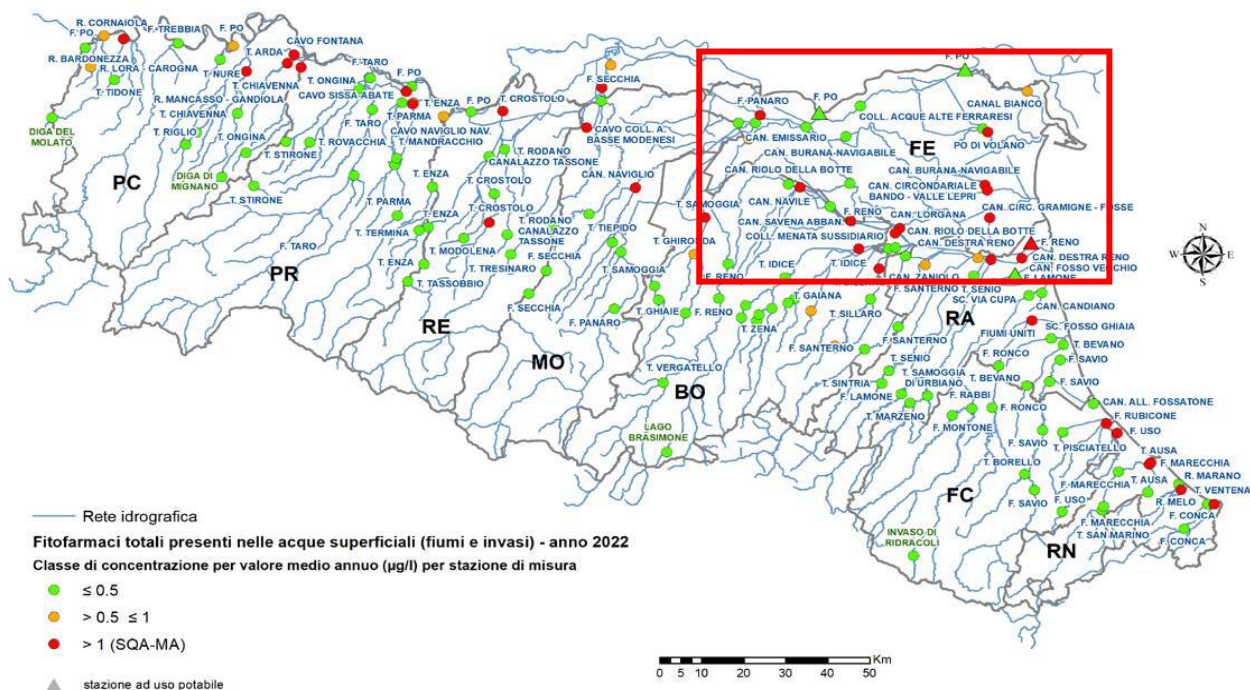 R. CORNAIOLA
F. PO
F. TREBBIA
F. PO
T. ARDA
CAVO FONTANA
R. BARDONEZZA
R. LORA
CAROGNA
T. NURE
T. CHIAVENNA
T. ONGINA
F. TARO
F. PO
F. SECCHIA
T. TIDONE
R. MANCASSO - GANDIOLA
CAVO SISSA-ABATE
T. ENZA
F. PO
T. CROSTOLO
F. PANARO
F. PO
F. PO
CANAL BIANCO
COLL. ACQUE ALTE FERRARESI
DIGA DEL
MOLATO
T. CHIAVENNA
F. TARO
T. PARMA
CAVO NAVIGLIO NAV.
T. MANDRACCHIO
CAVO COLL. A.
BASSE MODENESI
CAN. EMISSARIO
FE
PO DI VOLANO
T. RIGLIO
T. ONGINA
T. STIRONE
T. ROVACCHIA
T. RODANO
CANALAZZO TASSONE
CAN. BURANA-NAVIGABILE
CAN. BURANA-NAVIGABILE
PC
DIGA DI
MIGNANO
T. STIRONE
T. ENZA
T. CROSTOLO
CAN. NAVIGLIO
CAN. RIOLO DELLA BOTTE
CAN. CIRCONDARIALE
BANDO - VALLE LEPRI
T. PARMA
T. CROSTOLO
T. SAMOGGIA
CAN. NAVILE
F. RENO
CAN. LORGANA
CAN. CIRC. GRAMIGNE - FOSSE
T. ENZA
T. RODANO
CANALAZZO
TASSONE
T. TIEPIDO
CAN. SAVENA ABBAN.
CAN. RIOLO DELLA BOTTE
F. RENO
F. TARO
T. TERMINA
T. MODOLENA
T. GHIRONDA
COLL. MENATA SUSSIDIARIO
CAN. DESTRA RENO
CAN. DESTRA RENO
PR
T. ENZA
T. TRESINARO
F. SECCHIA
T. SAMOGGIA
F. RENO
T. IDICE
T. IDICE
CAN. ZANIOLO
CAN. FOSSO VECCHIO
F. LAMONE
T. TASSOBBIO
F. SECCHIA
T. GHIAIE
F. RENO
T. GAIANA
T. SILLARO
F. SANTERNO
T. SENIO
SC. VIA CUPA
CAN. CANDIANO
RE
F. PANARO
T. ZENA
T. SILLARO
RA
FIUMI UNITI
SC. FOSSO GHIAIA
MO
T. VERGATELLO
F. SANTERNO
F. SANTERNO
F. RONCO
T. BEVANO
T. SENIO
F. SAVIO
BO
T. SINTRIA
T. SAMOGGIA
DI URBIANO
T. BEVANO
F. SAVIO
F. LAMONE
F. RABBI
T. MARZENO
F. RONCO
CAN. ALL. FOSSATONE
LAGO
BRASIMONE
F. MONTONE
F. RUBICONE
F. SAVIO
T. PISCIATELLO
F. USO
T. BORELLO
T. AUSA
F. MARECCHIA
F. MARECCHIA
R. MARANO
FC
F. SAVIO
F. USO
T. AUSA
R. MELO
T. VENTENA
INVASO DI
RIDRACOLI
F. MARECCHIA
F. CONCA
T. SAN MARINO
RN
F. CONCA
N
W E
S
Rete idrografica
Fitofarmaci totali presenti nelle acque superficiali (fiumi e invasi) - anno 2022
Classe di concentrazione per valore medio annuo (µg/l) per stazione di misura
≤ 0.5
> 0.5 ≤ 1
> 1 (SQA-MA)
stazione ad uso potabile
Km
0 5 10 20 30 40 50